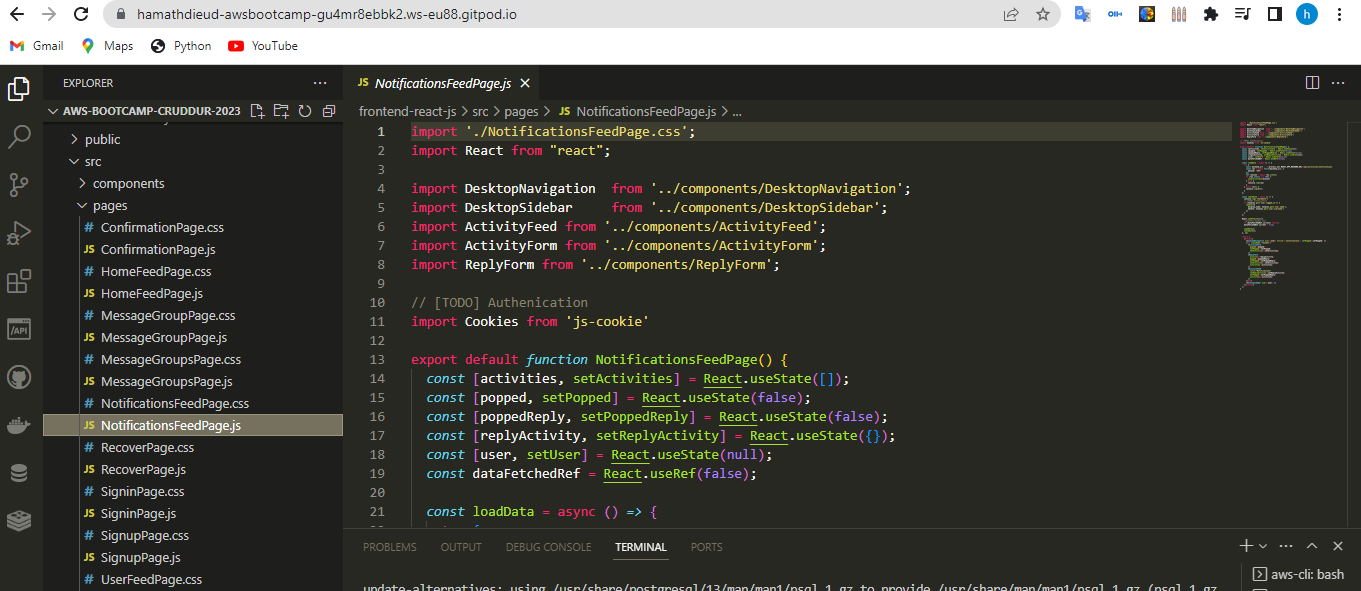 hamathdieud-awsbootcamp-gu4mr8ebbk2.ws-eu88.gitpod.io
h
Gmail Maps Python YouTube
EXPLORER
AWS-BOOTCAMP-CRUDDUR-2023
public
src
components
pages
# ConfirmationPage.css
JS ConfirmationPage.js
# HomeFeedPage.css
JS HomeFeedPage.js
# MessageGroupPage.css
JS MessageGroupPage.js
# MessageGroupsPage.css
JS MessageGroupsPage.js
# NotificationsFeedPage.css
JS NotificationsFeedPage.js
# RecoverPage.css
JS RecoverPage.js
# SigninPage.css
JS SigninPage.js
# SignupPage.css
JS SignupPage.js
# UserFeedPage.css
JS NotificationsFeedPage.js
frontend-react-js > src > pages > JS NotificationsFeedPage.js > ...
1 import './NotificationsFeedPage.css';
2 import React from "react";
3
4 import DesktopNavigation  from '../components/DesktopNavigation';
5 import DesktopSidebar     from '../components/DesktopSidebar';
6 import ActivityFeed from '../components/ActivityFeed';
7 import ActivityForm from '../components/ActivityForm';
8 import ReplyForm from '../components/ReplyForm';
9
10 // [TODO] Authenication
11 import Cookies from 'js-cookie'
12
13 export default function NotificationsFeedPage() {
14   const [activities, setActivities] = React.useState([]);
15   const [popped, setPopped] = React.useState(false);
16   const [poppedReply, setPoppedReply] = React.useState(false);
17   const [replyActivity, setReplyActivity] = React.useState({});
18   const [user, setUser] = React.useState(null);
19   const dataFetchedRef = React.useRef(false);
20
21   const loadData = async () => {
PROBLEMS OUTPUT DEBUG CONSOLE TERMINAL PORTS
update-alternatives: using /usr/share/postgresql/13/man/man1/psql.1.gz to provide /usr/share/man/man1/psql.1.gz (psql.1.gz
aws-cli: bash